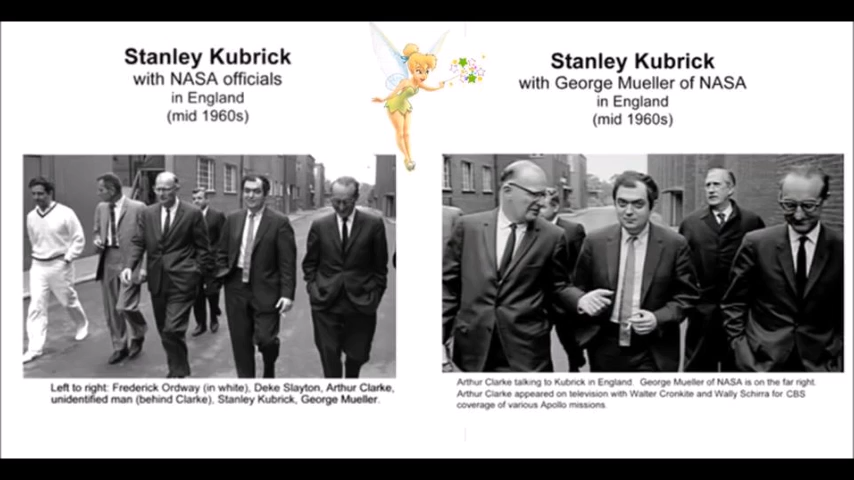 Stanley Kubrick
with NASA officials
in England
(mid 1960s)
Left to right: Frederick Ordway (in white), Deke Slayton, Arthur Clarke,
unidentified man (behind Clarke), Stanley Kubrick, George Mueller.
Stanley Kubrick
with George Mueller of NASA
in England
(mid 1960s)
Arthur Clarke talking to Kubrick in England. George Mueller of NASA is on the far right.
Arthur Clarke appeared on television with Walter Cronkite and Wally Schirra for CBS
coverage of various Apollo missions.